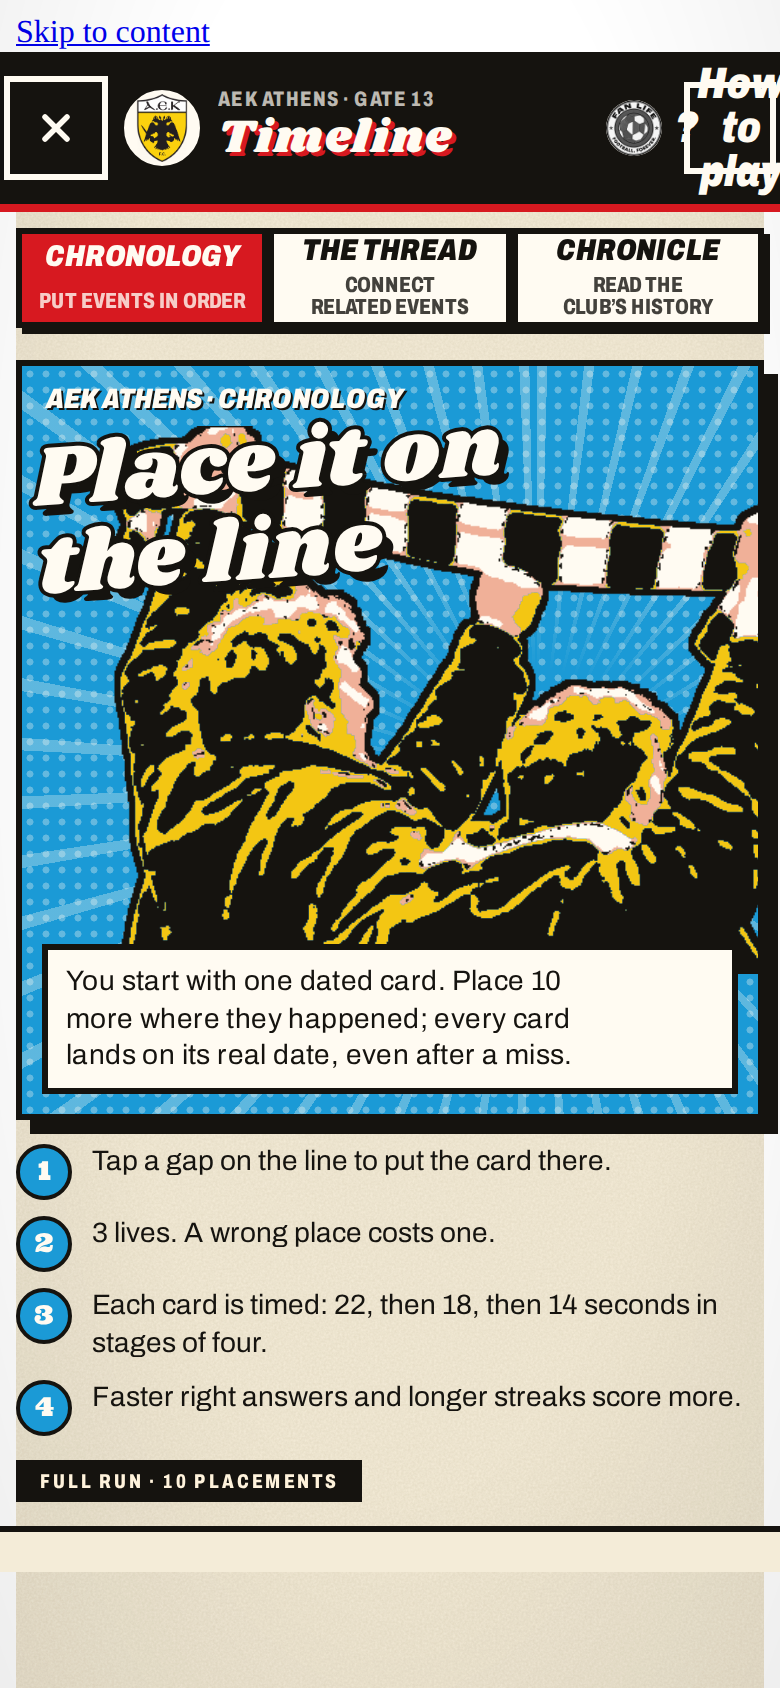 Skip to content
AEK ATHENS · GATE 13
Timeline
Α.Ε.Κ
F.C.
FAN LIFE
FOOTBALL. FOREVER.
?
How
to
play
CHRONOLOGY
PUT EVENTS IN ORDER
THE THREAD
CONNECT
RELATED EVENTS
CHRONICLE
READ THE
CLUB'S HISTORY
AEK ATHENS · CHRONOLOGY
Place it on
the line
You start with one dated card. Place 10
more where they happened; every card
lands on its real date, even after a miss.
1 Tap a gap on the line to put the card there.
2 3 lives. A wrong place costs one.
3 Each card is timed: 22, then 18, then 14 seconds in
stages of four.
4 Faster right answers and longer streaks score more.
FULL RUN · 10 PLACEMENTS